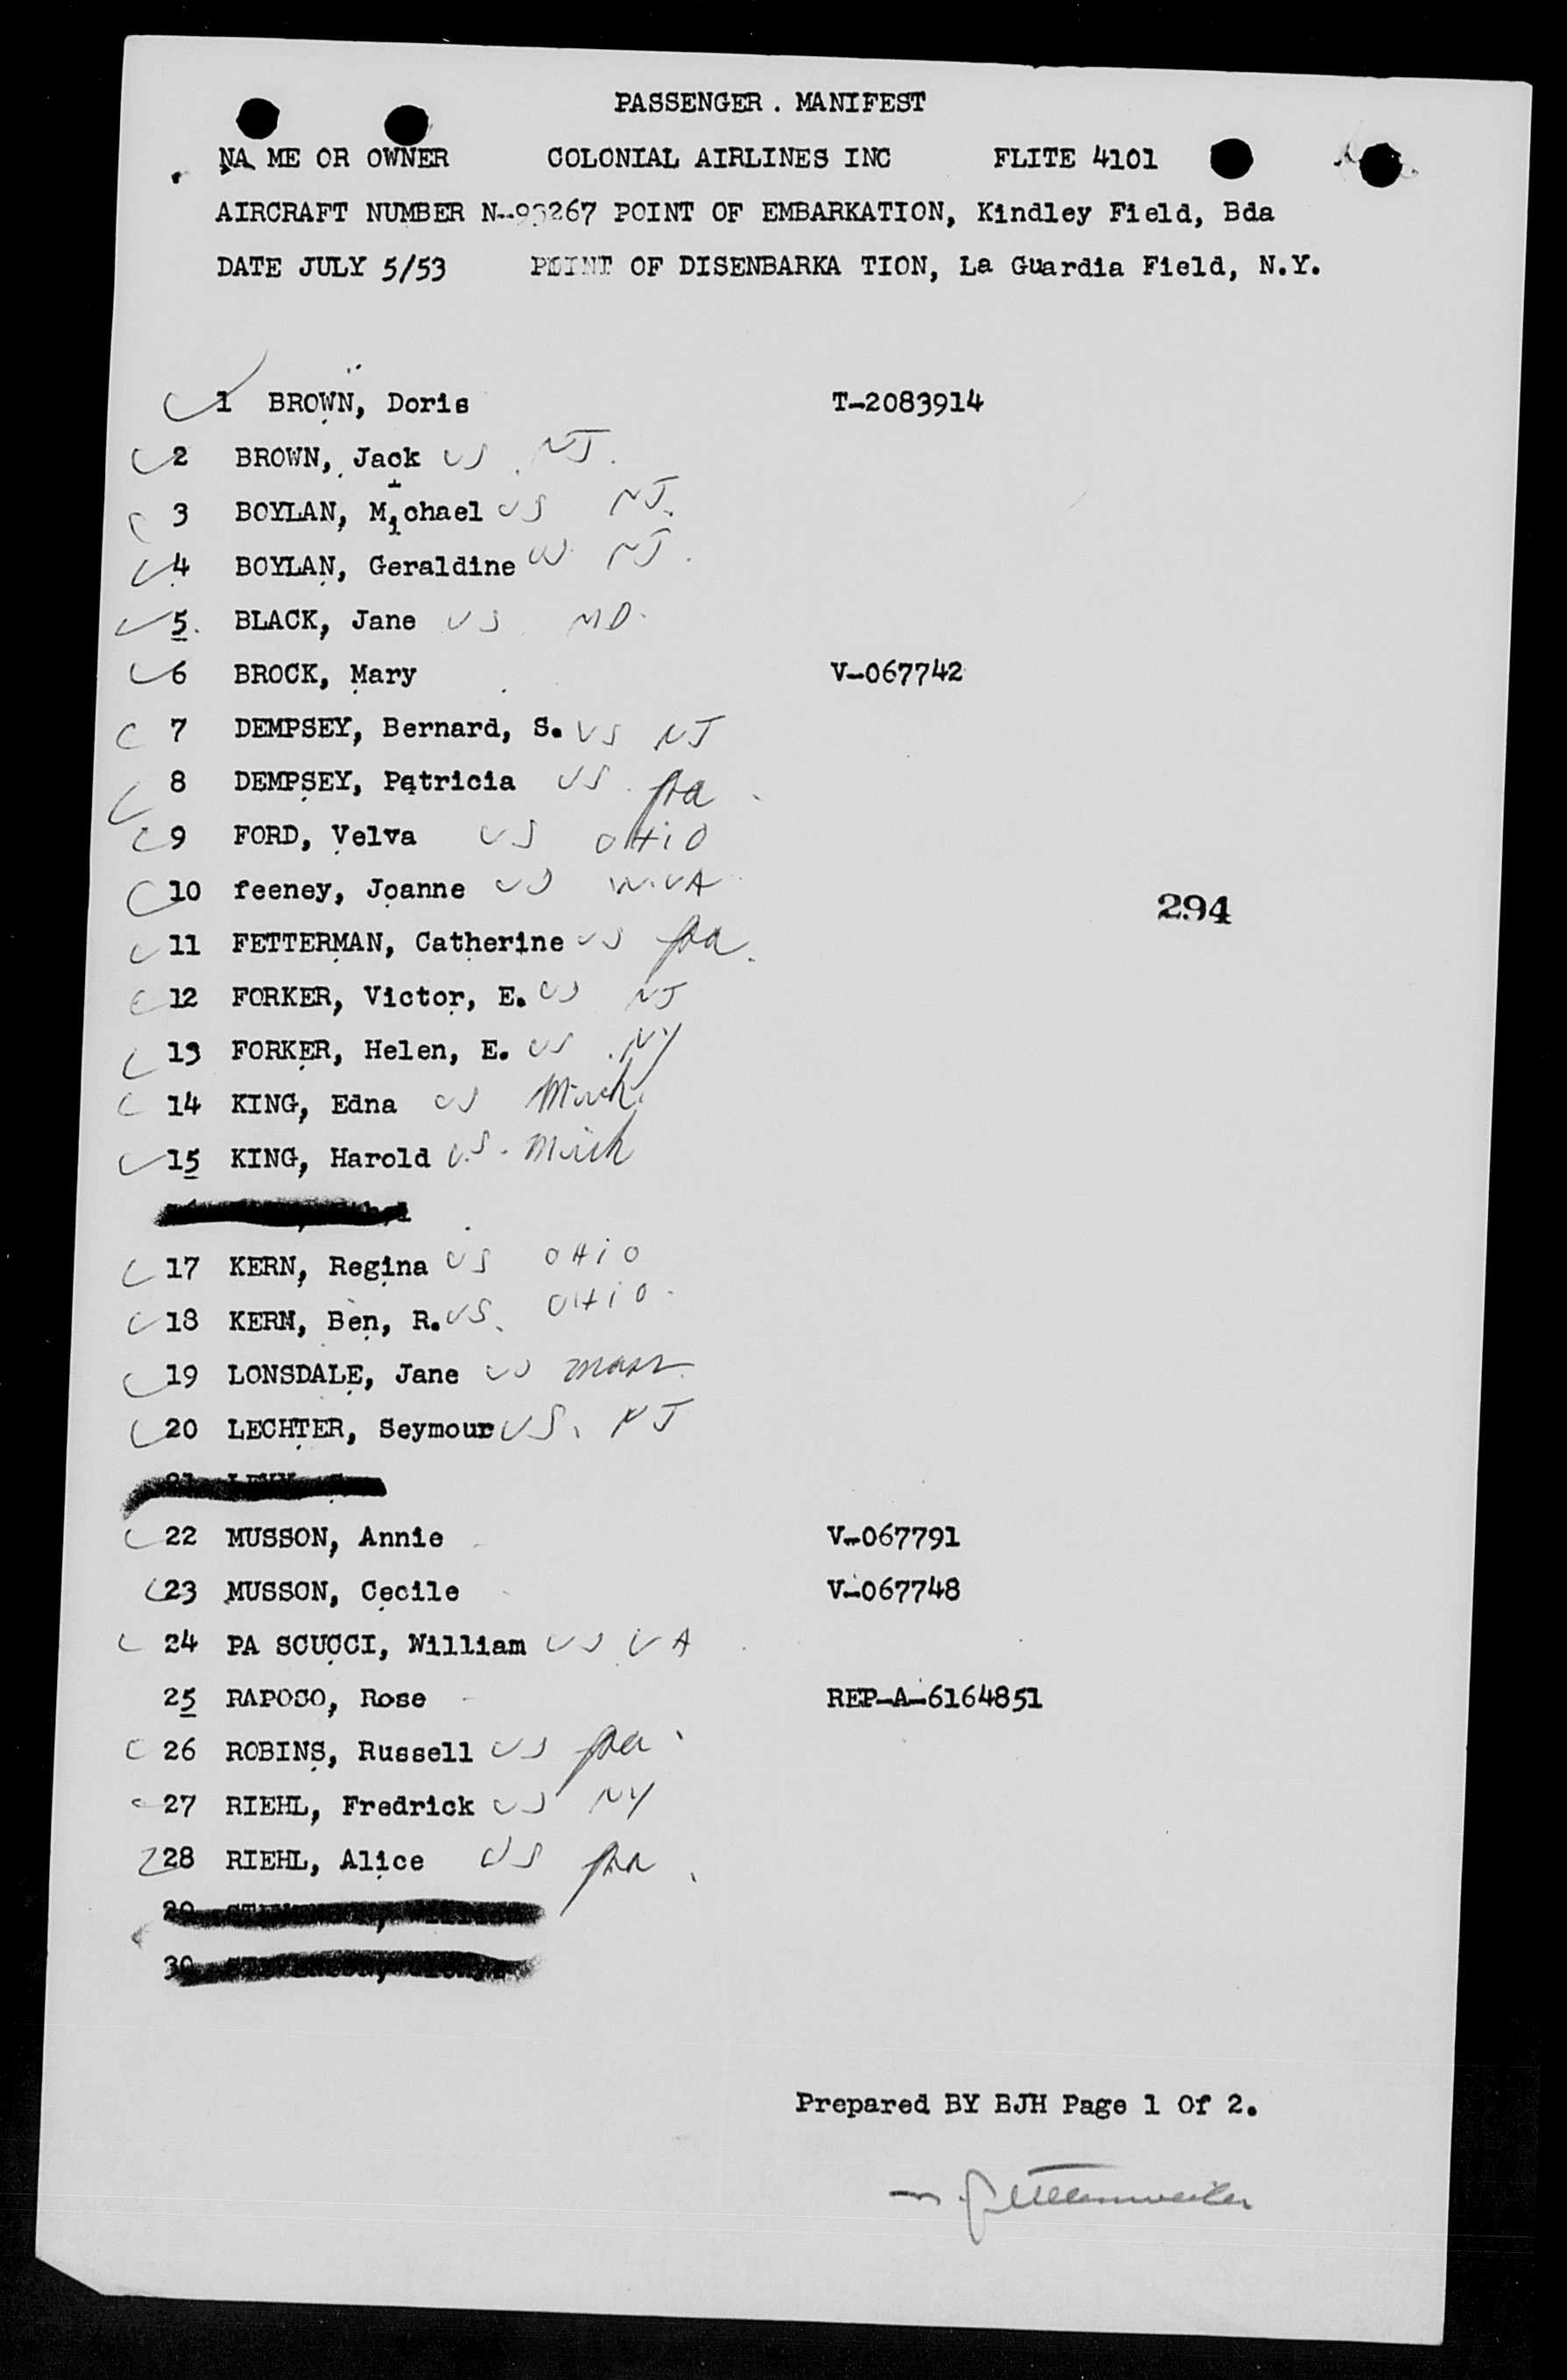 PASSENGER . MANIFEST
NA ME OR OWNER COLONIAL AIRLINES INC FLITE 4101
AIRCRAFT NUMBER N--93267 POINT OF EMBARKATION, Kindley Field, Bda
DATE JULY 5/53 POINT OF DISENBARKA TION, La Guardia Field, N.Y.
1 BROWN, Doris T-2083914
2 BROWN, Jack US NJ.
3 BOYLAN, Michael US NJ.
4 BOYLAN, Geraldine US NJ.
5. BLACK, Jane US MD.
6 BROCK, Mary V-067742
7 DEMPSEY, Bernard, S. US NJ
8 DEMPSEY, Patricia US pa
9 FORD, Velva US OHiO
10 feeney, Joanne US W.VA
294
11 FETTERMAN, Catherine US pa.
12 FORKER, Victor, E. US NJ
13 FORKER, Helen, E. US NY
14 KING, Edna US Mich.
15 KING, Harold U.S. Mich
17 KERN, Regina US OHiO
18 KERN, Ben, R. US. OHiO.
19 LONSDALE, Jane US mass.
20 LECHTER, Seymour US. NJ
21 LEVY
22 MUSSON, Annie V-067791
23 MUSSON, Cecile V-067748
24 PA SCUCCI, William US VA
25 RAPOSO, Rose REP-A-6164851
26 ROBINS, Russell US pa
27 RIEHL, Fredrick US NY
28 RIEHL, Alice US pa
29
30
Prepared BY BJH Page 1 Of 2.